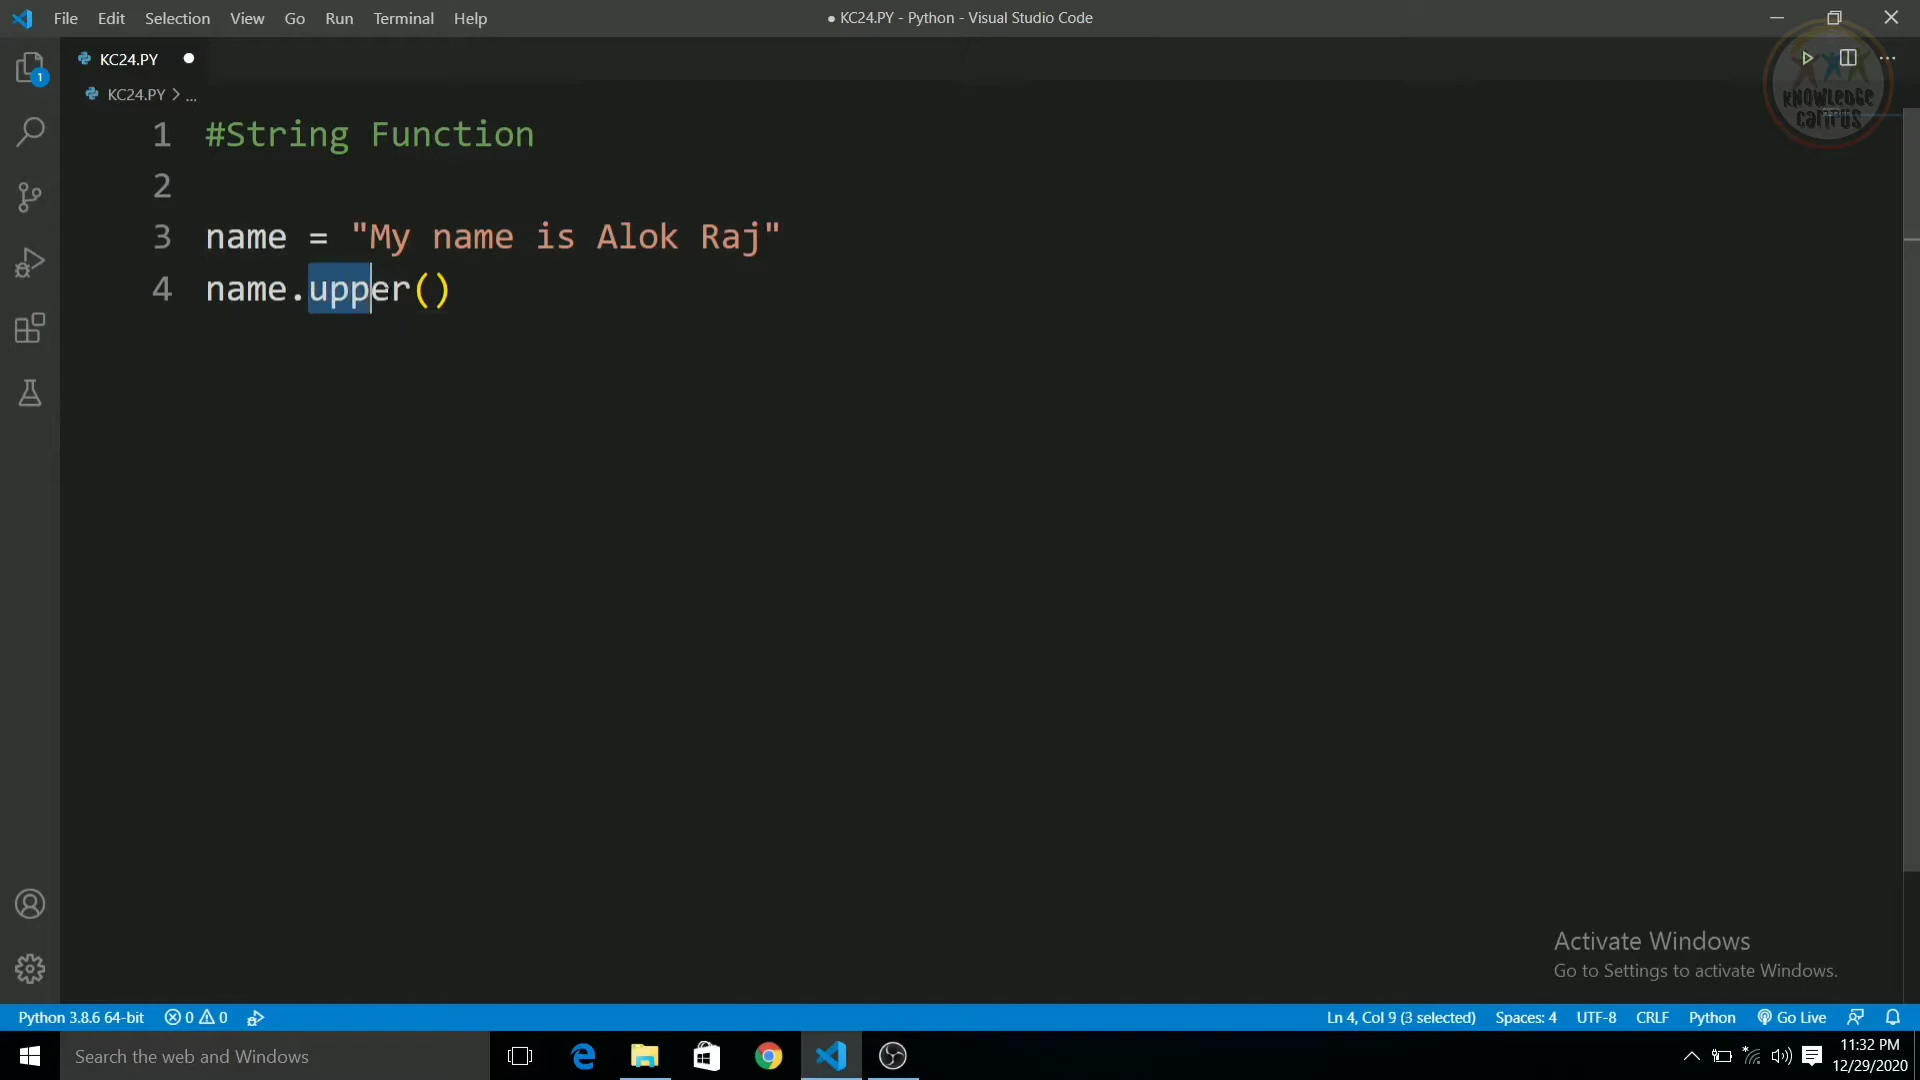 File Edit Selection View Go Run Terminal Help
● KC24.PY - Python - Visual Studio Code
KC24.PY
KC24.PY > ...
1
KNOWLEDGE
CAMPUS
1 #String Function
2
3 name = "My name is Alok Raj"
4 name.upper()
Activate Windows
Go to Settings to activate Windows.
Python 3.8.6 64-bit 0 0 Ln 4, Col 9 (3 selected) Spaces: 4 UTF-8 CRLF Python Go Live
Search the web and Windows
11:32 PM
12/29/2020